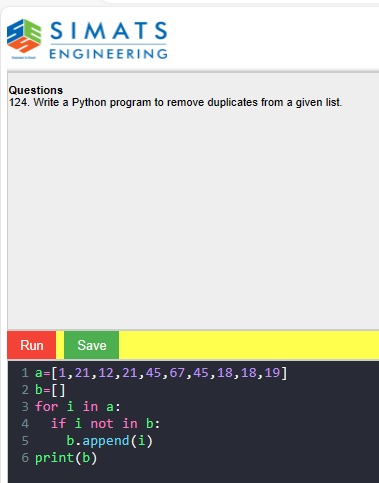 SIMATS
ENGINEERING
Questions
124. Write a Python program to remove duplicates from a given list.
Run Save
1 a=[1,21,12,21,45,67,45,18,18,19]
2 b=[]
3 for i in a:
4   if i not in b:
5     b.append(i)
6 print(b)